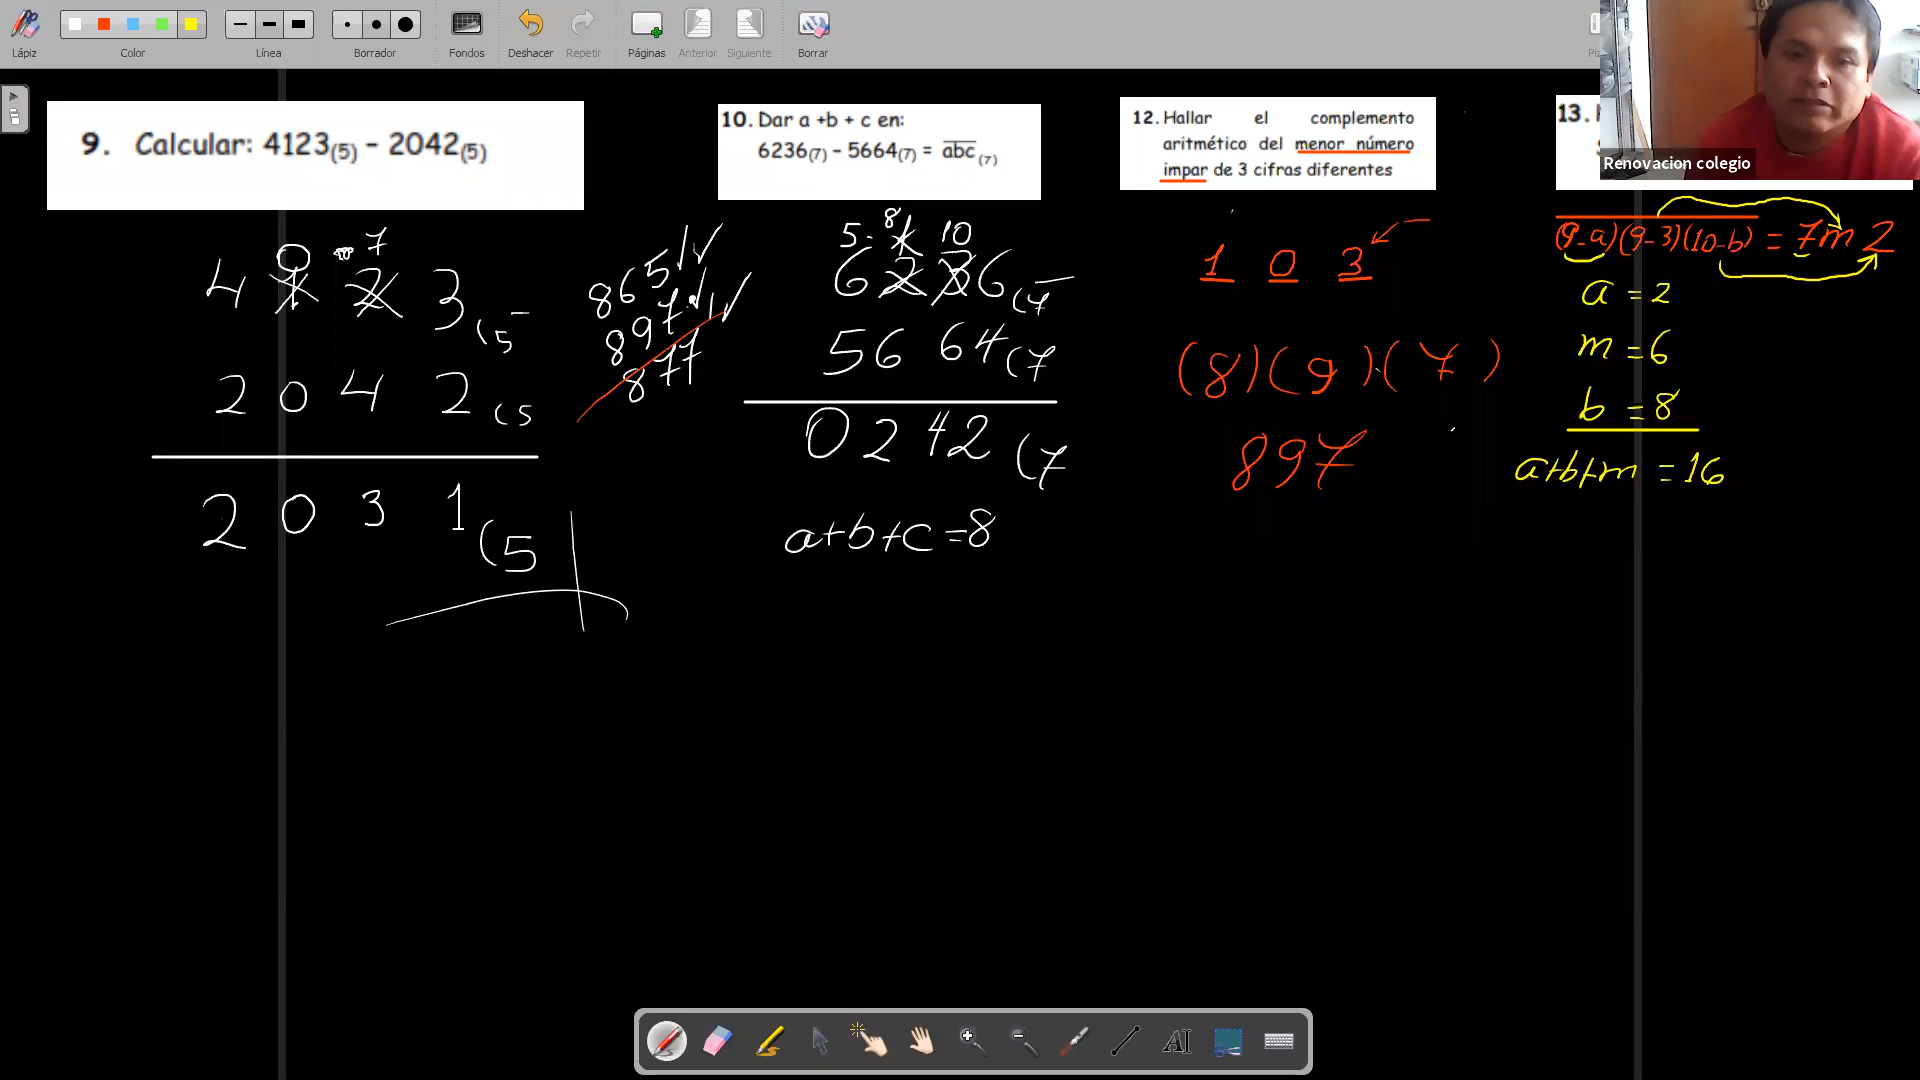 Lápiz Color Línea Borrador Fondos Deshacer Repetir Páginas Anterior Siguiente Borrar
Renovacion colegio
9. Calcular: 4123(5) - 2042(5)
4 1 2 3 (5 -
0 7
2 0 4 2 (5
2 0 3 1 (5
865
897
877
10. Dar a +b + c en:
6236(7) - 5664(7) = abc (7)
5 8 10
6 2 3 6 (7 -
5 6 6 4 (7
0 2 4 2 (7
a+b+c=8
12. Hallar el complemento
aritmético del menor número
impar de 3 cifras diferentes
1 0 3
(8)(9)(7)
897
13.
(9-a)(9-3)(10-b) = 7m2
a = 2
m = 6
b = 8
a+b+m = 16
AI